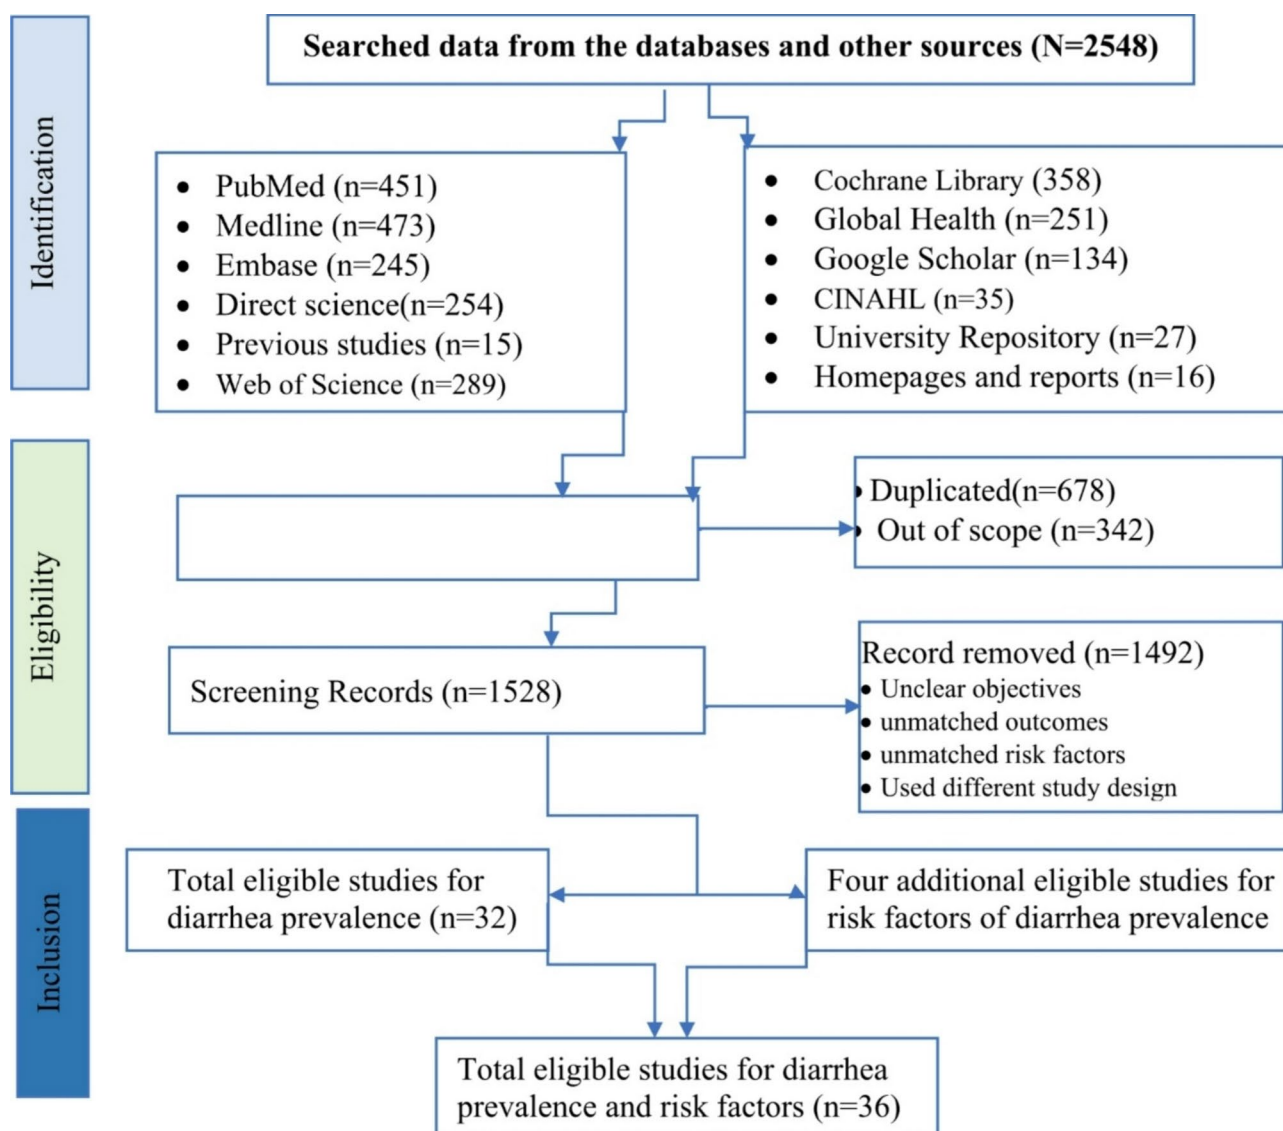 Searched data from the databases and other sources (N=2548)
Identification
• PubMed (n=451)
• Medline (n=473)
• Embase (n=245)
• Direct science(n=254)
• Previous studies (n=15)
• Web of Science (n=289)
• Cochrane Library (358)
• Global Health (n=251)
• Google Scholar (n=134)
• CINAHL (n=35)
• University Repository (n=27)
• Homepages and reports (n=16)
Eligibility
• Duplicated(n=678)
• Out of scope (n=342)
Screening Records (n=1528)
Record removed (n=1492)
• Unclear objectives
• unmatched outcomes
• unmatched risk factors
• Used different study design
Inclusion
Total eligible studies for
diarrhea prevalence (n=32)
Four additional eligible studies for
risk factors of diarrhea prevalence
Total eligible studies for diarrhea
prevalence and risk factors (n=36)